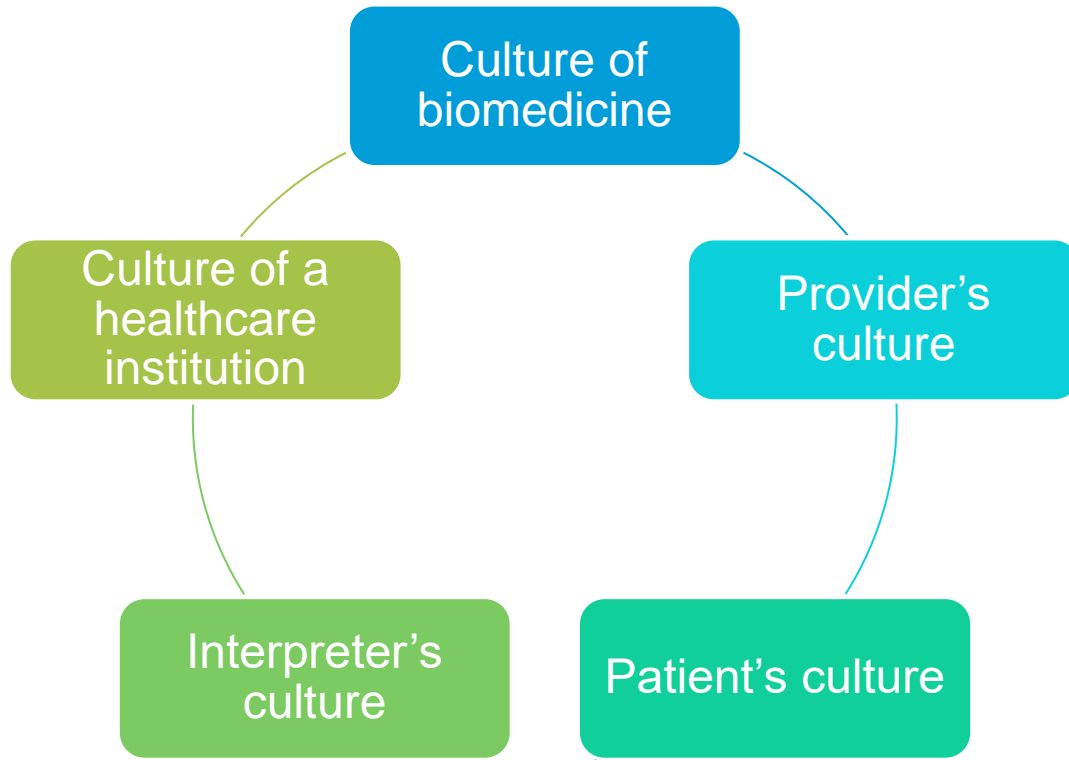 Culture of
biomedicine
Culture of a
healthcare
institution
Provider’s
culture
Interpreter’s
culture
Patient’s culture